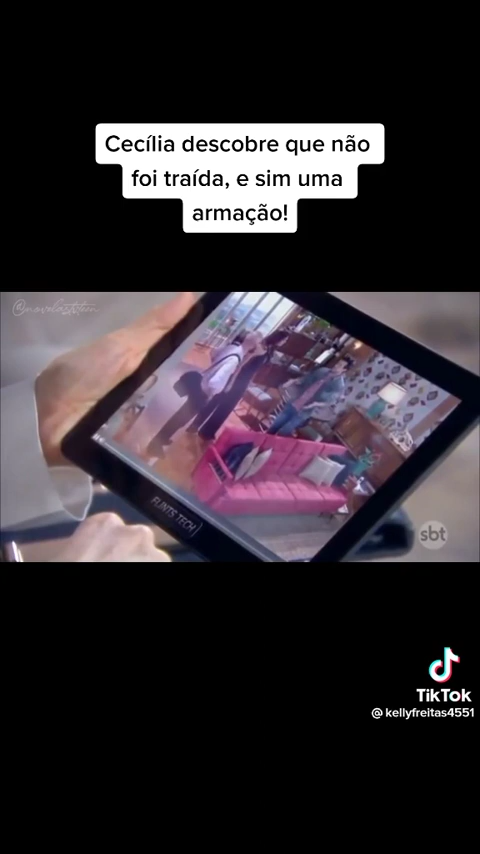 Cecília descobre que não
foi traída, e sim uma
armação!
FLINTS TECH
sbt
TikTok
@kellyfreitas4551